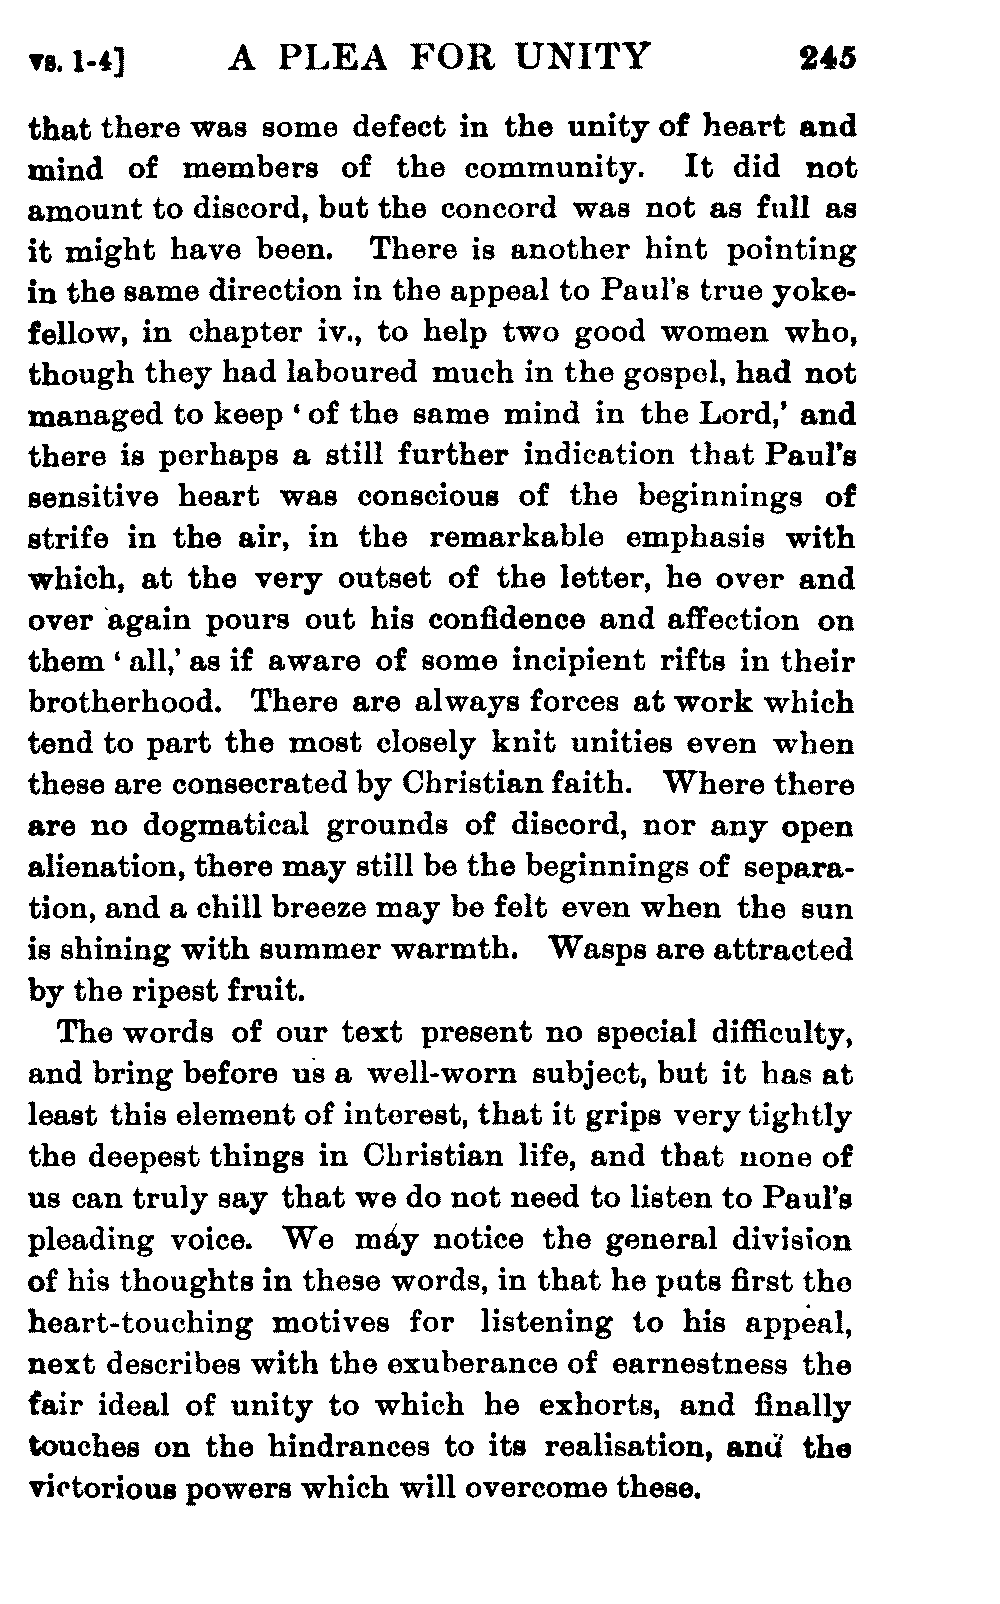 vs. 1-4] A PLEA FOR UNITY 245
that there was some defect in the unity of heart and
mind of members of the community. It did not
amount to discord, but the concord was not as full as
it might have been. There is another hint pointing
in the same direction in the appeal to Paul's true yoke-
fellow, in chapter iv., to help two good women who,
though they had laboured much in the gospel, had not
managed to keep ‘of the same mind in the Lord,’ and
there is perhaps a still further indication that Paul's
sensitive heart was conscious of the beginnings of
strife in the air, in the remarkable emphasis with
which, at the very outset of the letter, he over and
over again pours out his confidence and affection on
them ‘all,’ as if aware of some incipient rifts in their
brotherhood. There are always forces at work which
tend to part the most closely knit unities even when
these are consecrated by Christian faith. Where there
are no dogmatical grounds of discord, nor any open
alienation, there may still be the beginnings of separa-
tion, and a chill breeze may be felt even when the sun
is shining with summer warmth. Wasps are attracted
by the ripest fruit.
The words of our text present no special difficulty,
and bring before us a well-worn subject, but it has at
least this element of interest, that it grips very tightly
the deepest things in Christian life, and that none of
us can truly say that we do not need to listen to Paul's
pleading voice. We may notice the general division
of his thoughts in these words, in that he puts first the
heart-touching motives for listening to his appeal,
next describes with the exuberance of earnestness the
fair ideal of unity to which he exhorts, and finally
touches on the hindrances to its realisation, and the
victorious powers which will overcome these.